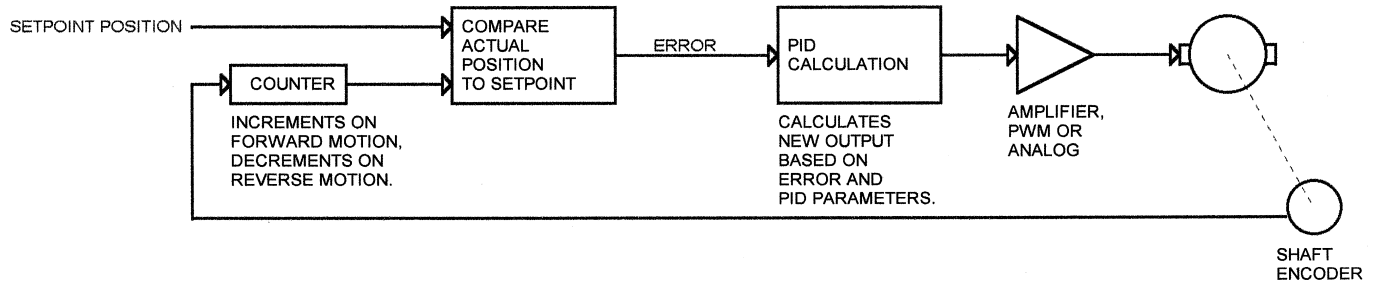 SETPOINT POSITION
COMPARE
ACTUAL
POSITION
TO SETPOINT
COUNTER
INCREMENTS ON
FORWARD MOTION,
DECREMENTS ON
REVERSE MOTION.
ERROR
PID
CALCULATION
CALCULATES
NEW OUTPUT
BASED ON
ERROR AND
PID PARAMETERS.
AMPLIFIER,
PWM OR
ANALOG
SHAFT
ENCODER